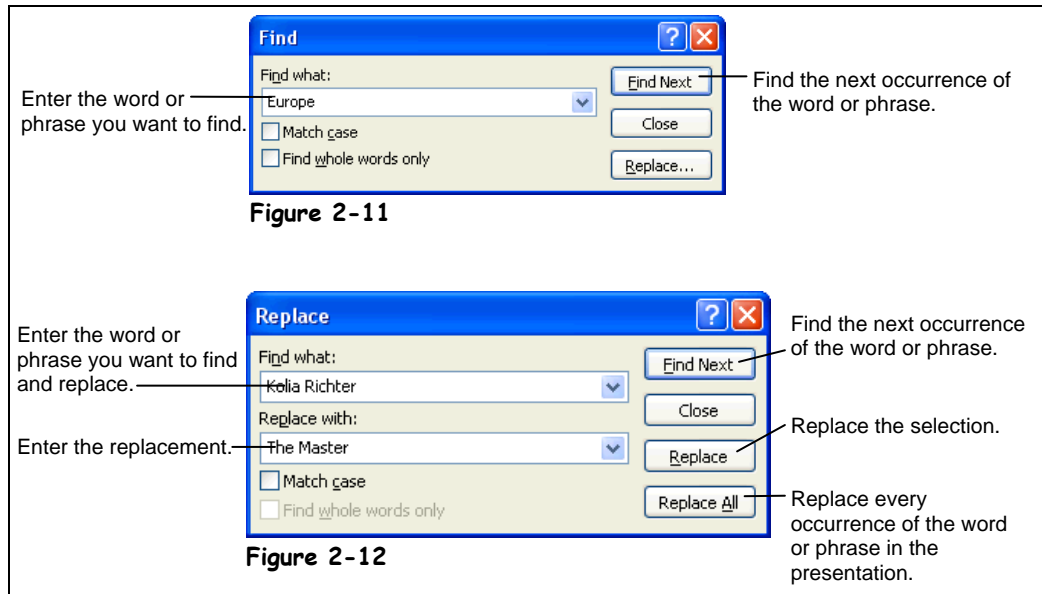 Find
Find what:
Europe
Match case
Find whole words only
Find Next
Close
Replace...
Enter the word or
phrase you want to find.
Find the next occurrence of
the word or phrase.
Figure 2-11
Replace
Find what:
Kolia Richter
Replace with:
The Master
Match case
Find whole words only
Find Next
Close
Replace
Replace All
Enter the word or
phrase you want to find
and replace.
Enter the replacement.
Find the next occurrence
of the word or phrase.
Replace the selection.
Replace every
occurrence of the word
or phrase in the
presentation.
Figure 2-12